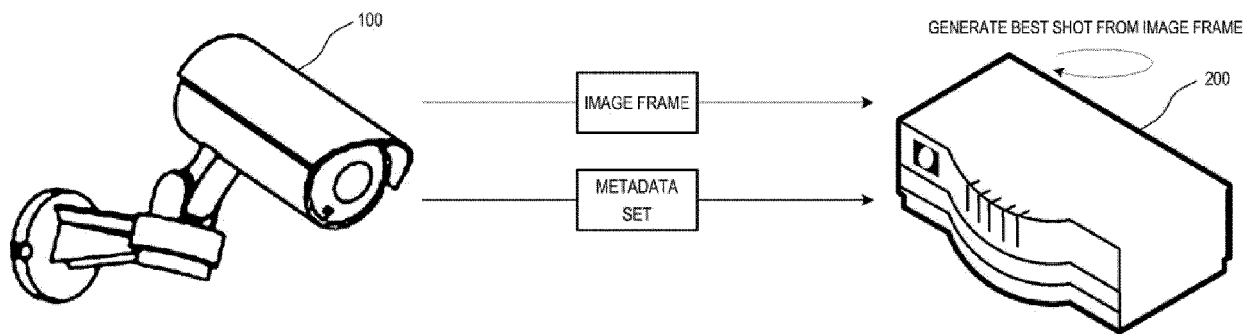 100
GENERATE BEST SHOT FROM IMAGE FRAME
200
IMAGE FRAME
METADATA
SET